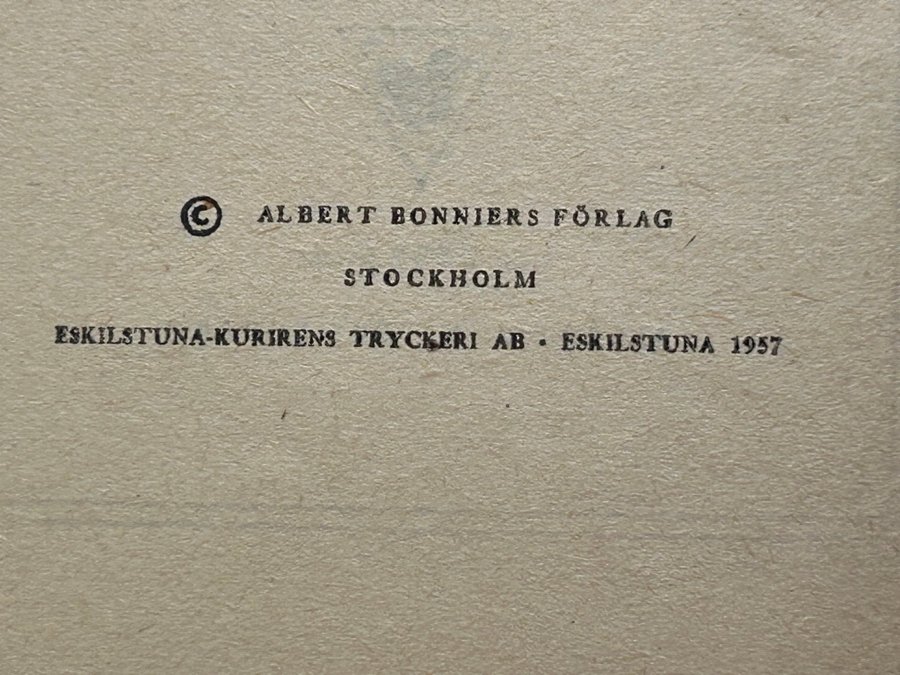 © ALBERT BONNIERS FÖRLAG
STOCKHOLM
ESKILSTUNA-KURIRENS TRYCKERI AB · ESKILSTUNA 1957